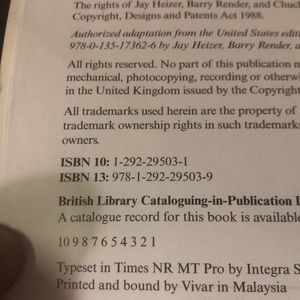 The rights of Jay Heizer, Barry Render, and Chuck
Copyright, Designs and Patents Act 1988.
Authorized adaptation from the United States edit
978-0-135-17362-6 by Jay Heizer, Barry Render, a
All rights reserved. No part of this publication m
mechanical, photocopying, recording or otherwi
in the United Kingdom issued by the Copyright
All trademarks used herein are the property of
trademark ownership rights in such trademark
owners.
ISBN 10: 1-292-29503-1
ISBN 13: 978-1-292-29503-9
British Library Cataloguing-in-Publication D
A catalogue record for this book is available
10 9 8 7 6 5 4 3 2 1
Typeset in Times NR MT Pro by Integra S
Printed and bound by Vivar in Malaysia